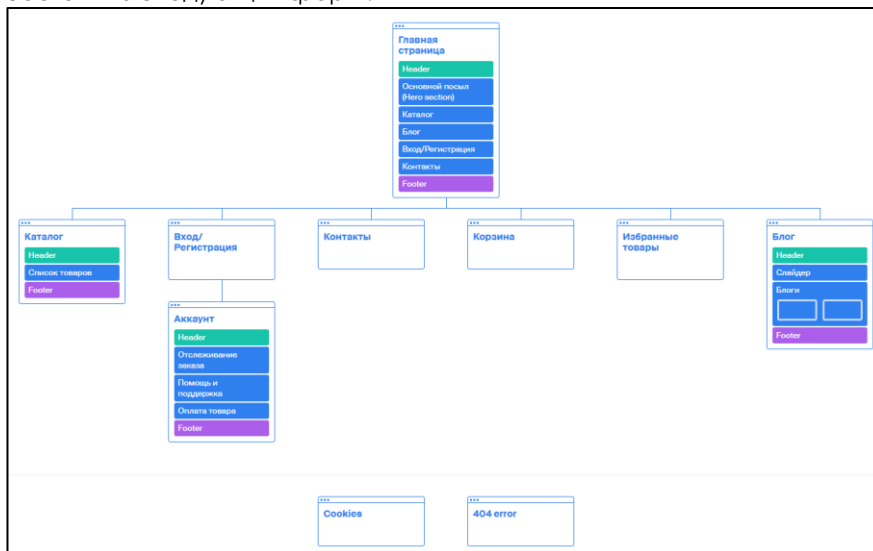 Главная
страница
Header
Основной посыл
(Hero section)
Каталог
Блог
Вход/Регистрация
Контакты
Footer
Каталог
Header
Список товаров
Footer
Вход/
Регистрация
Контакты
Корзина
Избранные
товары
Блог
Header
Слайдер
Блоги
Footer
Аккаунт
Header
Отслеживание
заказа
Помощь и
поддержка
Оплата товара
Footer
Cookies
404 error